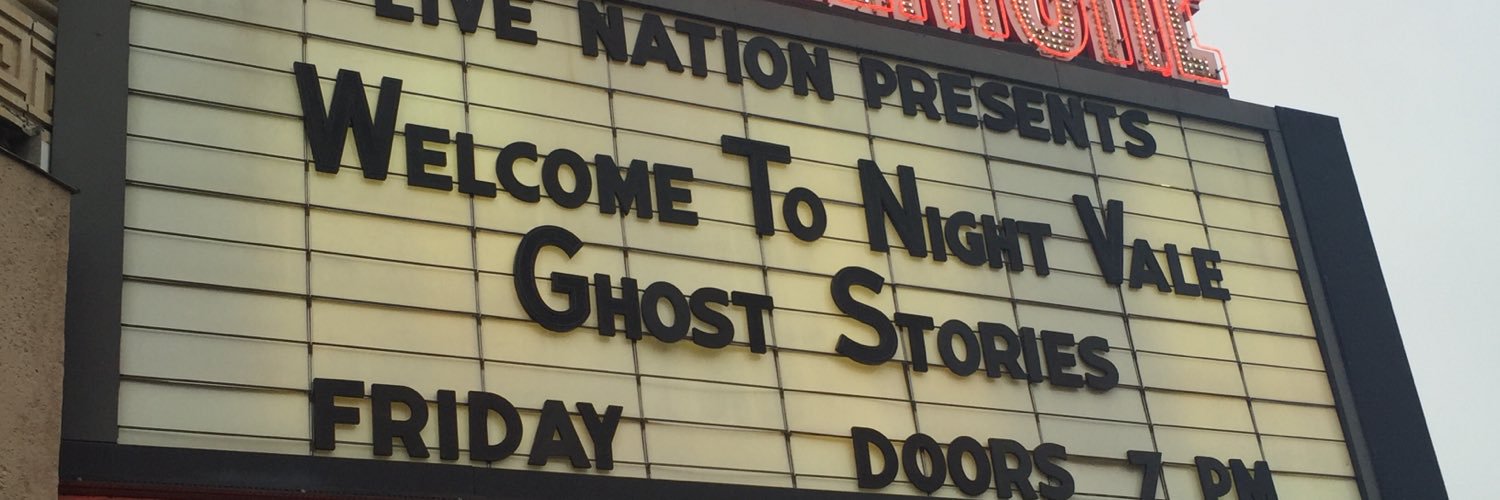 LIVE NATION PRESENTS
WELCOME TO NIGHT VALE
GHOST STORIES
FRIDAY DOORS 7 PM